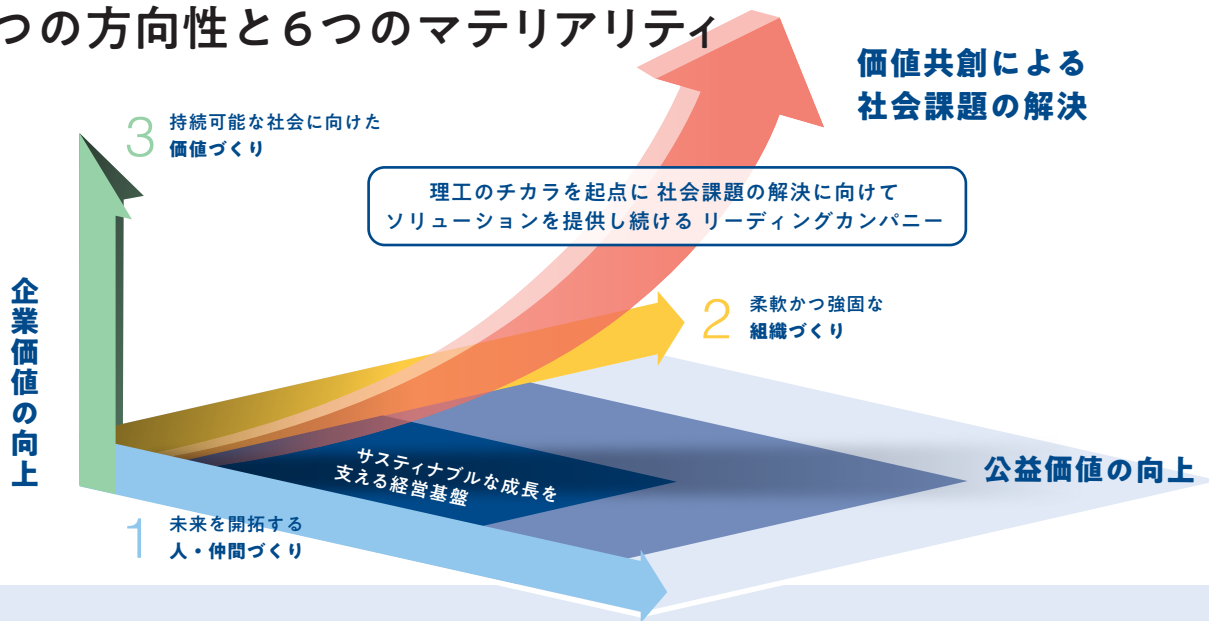 つの方向性と6つのマテリアリティ
価値共創による
社会課題の解決
3 持続可能な社会に向けた
価値づくり
理工のチカラを起点に 社会課題の解決に向けて
ソリューションを提供し続ける リーディングカンパニー
企業価値の向上
2 柔軟かつ強固な
組織づくり
サスティナブルな成長を
支える経営基盤
公益価値の向上
1 未来を開拓する
人・仲間づくり